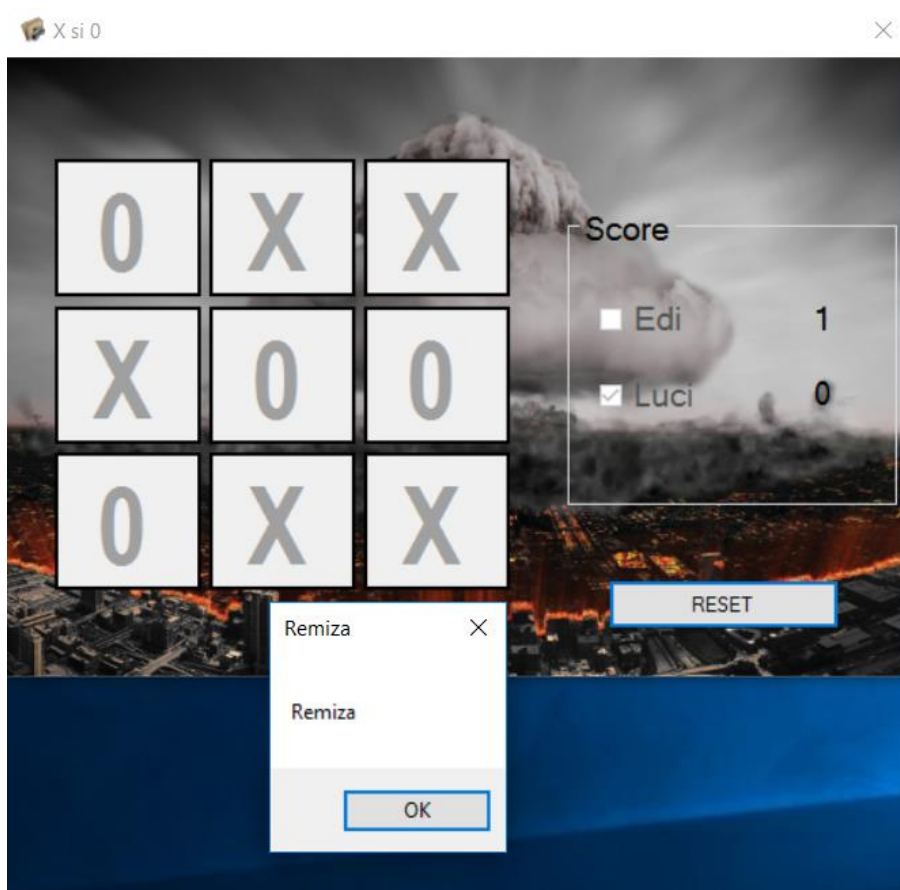 X si 0
0 X X
X 0 0
0 X X
Score
Edi 1
Luci 0
RESET
Remiza
Remiza
OK